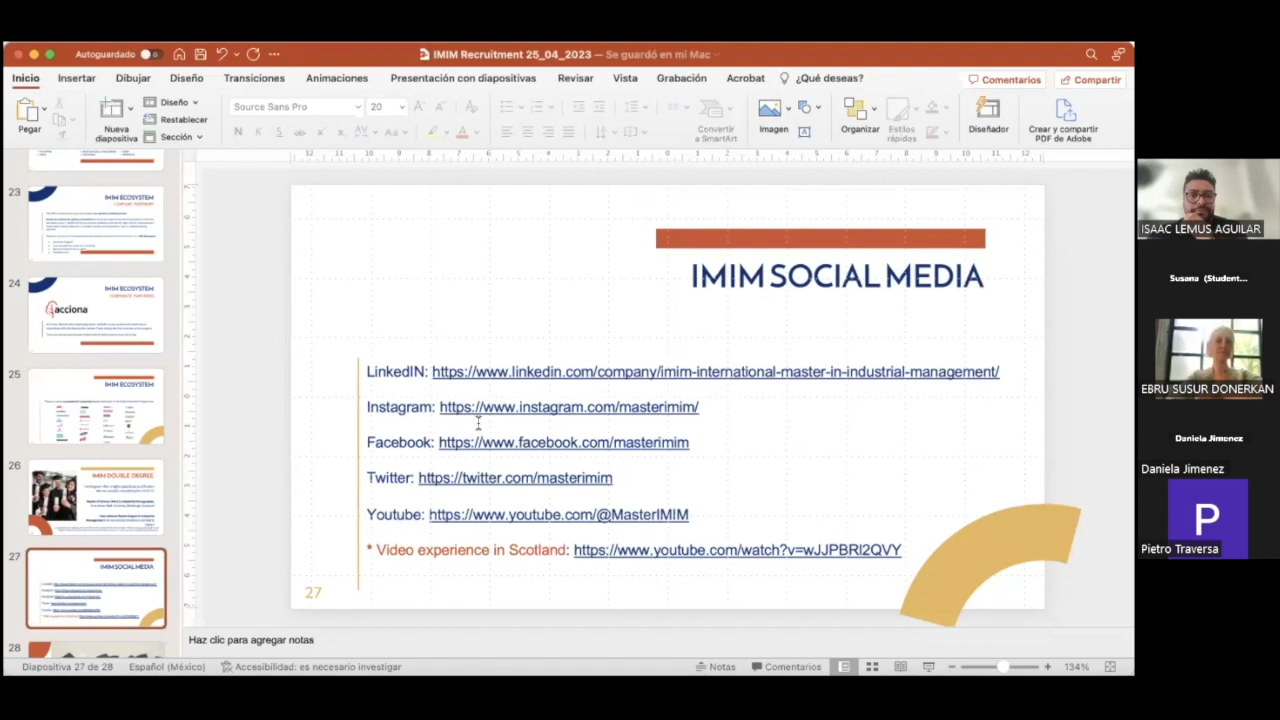 Autoguardado
IMIM Recruitment 25_04_2023 — Se guardó en mi Mac
Inicio Insertar Dibujar Diseño Transiciones Animaciones Presentación con diapositivas Revisar Vista Grabación Acrobat ¿Qué deseas? Comentarios Compartir
Pegar
Nueva diapositiva
Diseño
Restablecer
Sección
Source Sans Pro 20
Convertir a SmartArt
Imagen
Organizar
Estilos rápidos
Diseñador
Crear y compartir PDF de Adobe
23
IMIM ECOSYSTEM
24
IMIM ECOSYSTEM
acciona
25
IMIM ECOSYSTEM
26
IMIM DOUBLE DEGREE
27
IMIM SOCIAL MEDIA
28
IMIM SOCIAL MEDIA
LinkedIN: https://www.linkedin.com/company/imim-international-master-in-industrial-management/
Instagram: https://www.instagram.com/masterimim/
Facebook: https://www.facebook.com/masterimim
Twitter: https://twitter.com/masterimim
Youtube: https://www.youtube.com/@MasterIMIM
* Video experience in Scotland: https://www.youtube.com/watch?v=wJJPBRl2QVY
27
Haz clic para agregar notas
Diapositiva 27 de 28 Español (México) Accesibilidad: es necesario investigar Notas Comentarios 134%
ISAAC LEMUS AGUILAR
Susana (Student...
EBRU SUSUR DONERKAN
Daniela Jimenez
Daniela Jimenez
P
Pietro Traversa